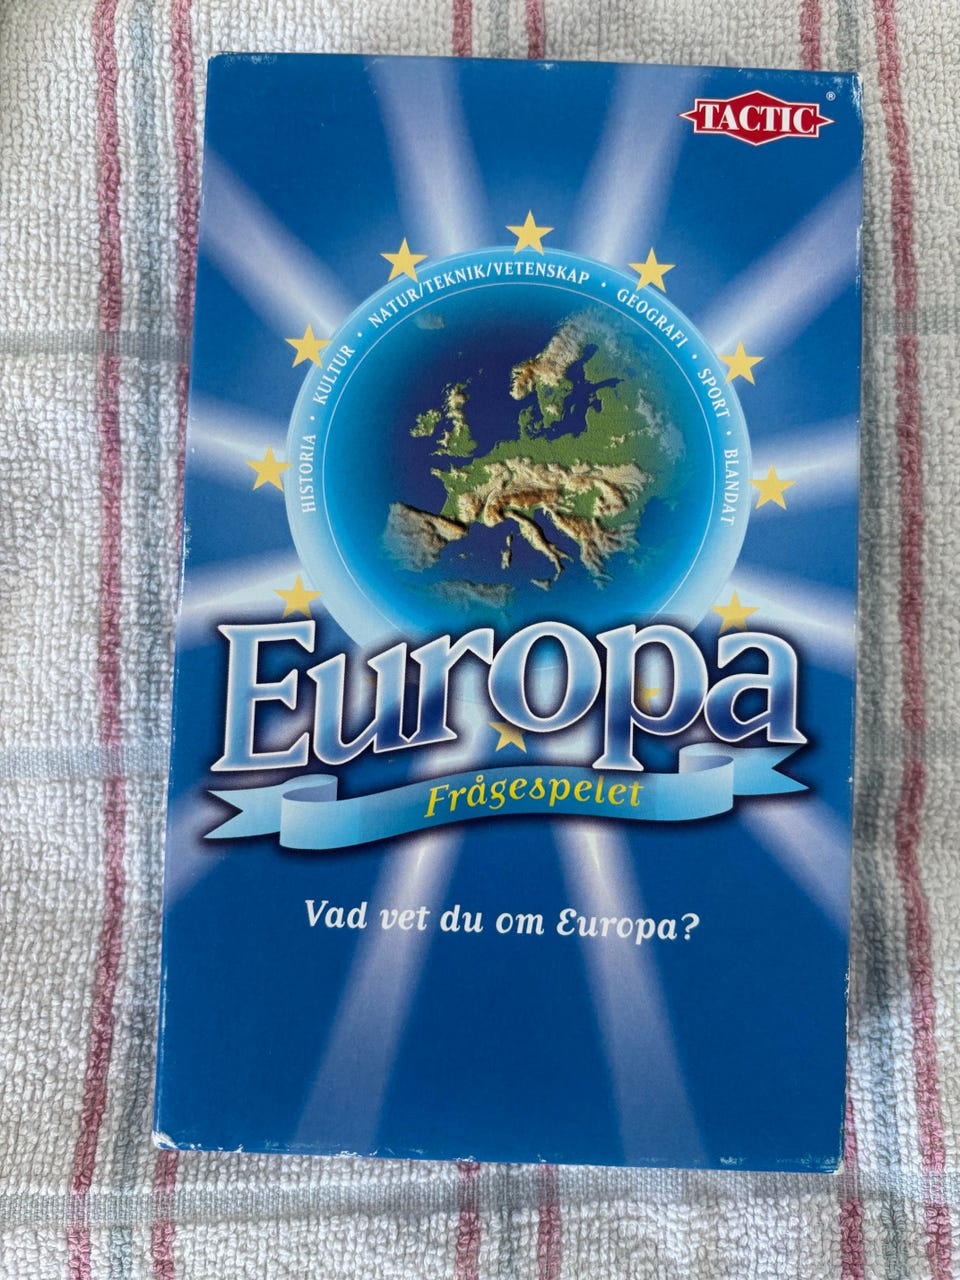 TACTIC®
HISTORIA · KULTUR · NATUR/TEKNIK/VETENSKAP · GEOGRAFI · SPORT · BLANDAT
Europa
Frågespelet
Vad vet du om Europa?